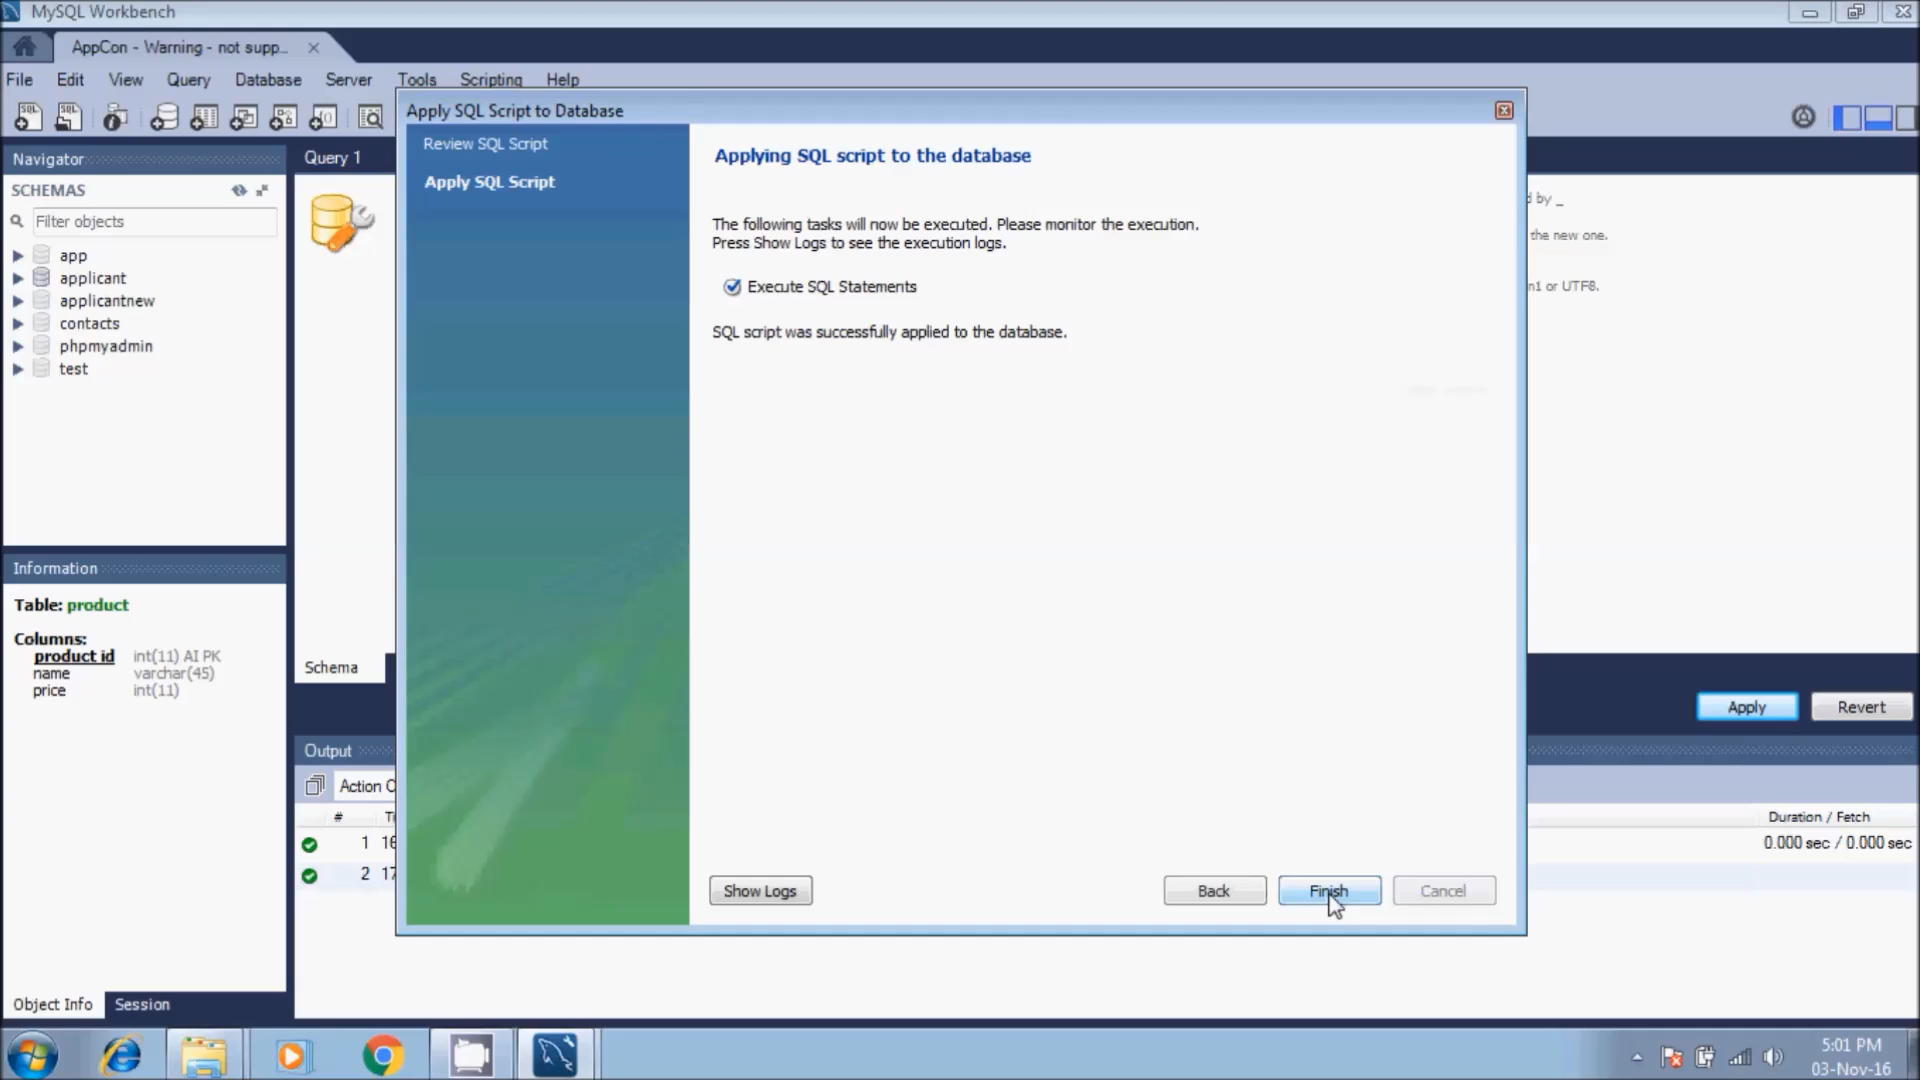 MySQL Workbench
AppCon - Warning - not supp...
File Edit View Query Database Server Tools Scripting Help
Navigator
SCHEMAS
Filter objects
app
applicant
applicantnew
contacts
phpmyadmin
test
Information
Table: product
Columns:
product id int(11) AI PK
name varchar(45)
price int(11)
Object Info Session
Query 1
Schema
Apply SQL Script to Database
Review SQL Script
Apply SQL Script
Applying SQL script to the database
The following tasks will now be executed. Please monitor the execution.
Press Show Logs to see the execution logs.
Execute SQL Statements
SQL script was successfully applied to the database.
Show Logs Back Finish Cancel
d by _
the new one.
n1 or UTF8.
Apply Revert
Output
Action O
# Ti Duration / Fetch
1 16 0.000 sec / 0.000 sec
2 17
5:01 PM
03-Nov-16